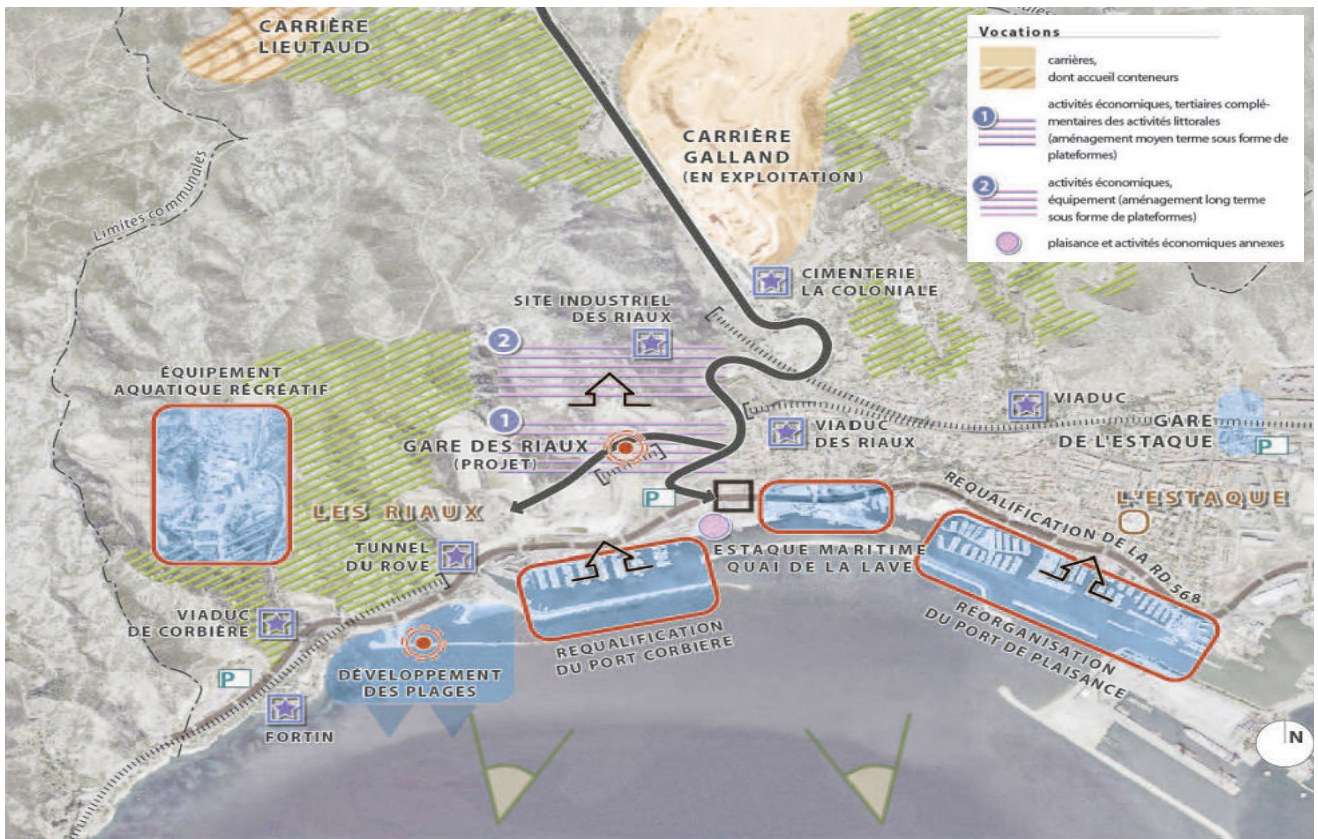 CARRIÈRE
LIEUTAUD
Limites communales
CARRIÈRE
GALLAND
(EN EXPLOITATION)
Vocations
carrières,
dont accueil conteneurs
1
activités économiques, tertiaires complé-
mentaires des activités littorales
(aménagement moyen terme sous forme de
plateformes)
2
activités économiques,
équipement (aménagement long terme
sous forme de plateformes)
plaisance et activités économiques annexes
CIMENTERIE
LA COLONIALE
SITE INDUSTRIEL
DES RIAUX
2
ÉQUIPEMENT
AQUATIQUE RÉCRÉATIF
1
GARE DES RIAUX
(PROJET)
VIADUC
DES RIAUX
VIADUC
GARE
DE L'ESTAQUE
P
P
LES RIAUX
L'ESTAQUE
REQUALIFICATION DE LA RD 568
TUNNEL
DU ROVE
ESTAQUE MARITIME
QUAI DE LA LAVE
VIADUC
DE CORBIÈRE
REQUALIFICATION
DU PORT CORBIÈRE
RÉORGANISATION
DU PORT DE PLAISANCE
P
DÉVELOPPEMENT
DES PLAGES
FORTIN
N